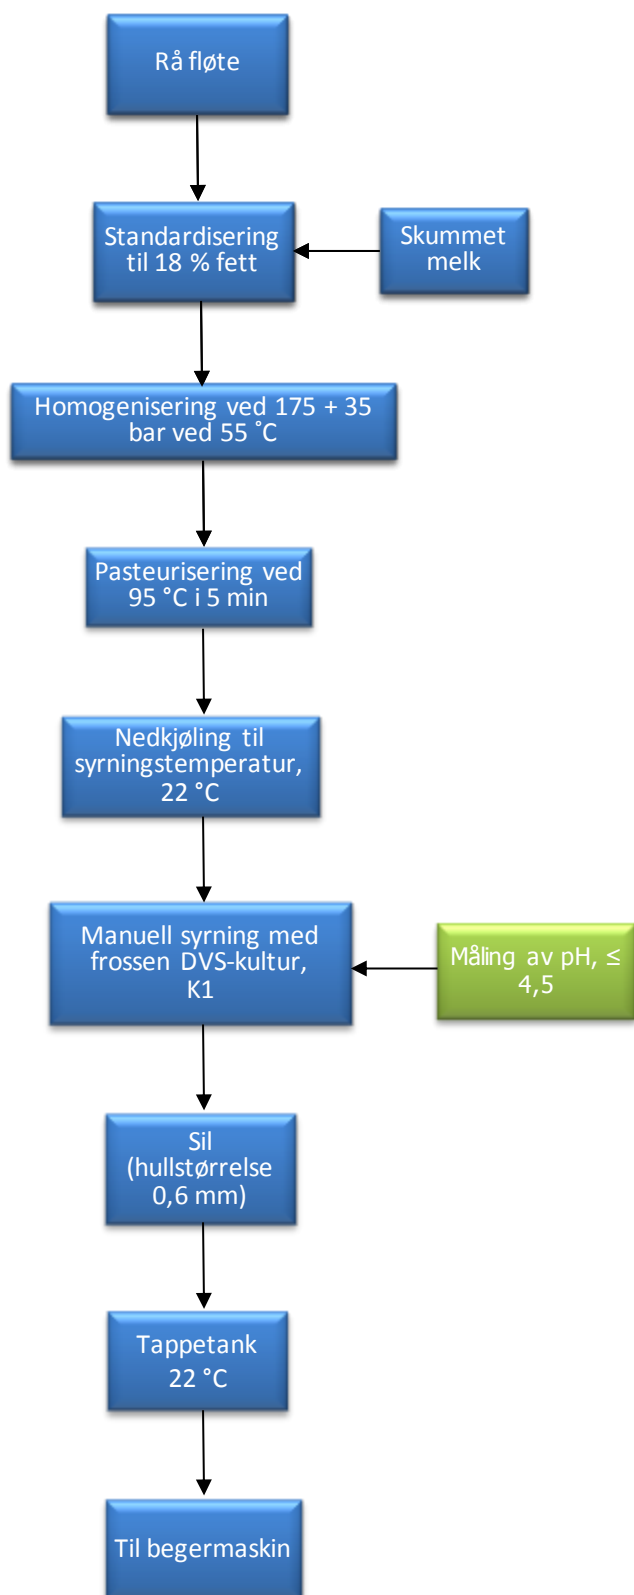 Rå fløte
Standardisering
til 18 % fett
Skummet
melk
Homogenisering ved 175 + 35
bar ved 55 ˚C
Pasteurisering ved
95 °C i 5 min
Nedkjøling til
syrningstemperatur,
22 °C
Manuell syrning med
frossen DVS-kultur,
K1
Måling av pH, ≤
4,5
Sil
(hullstørrelse
0,6 mm)
Tappetank
22 °C
Til begermaskin